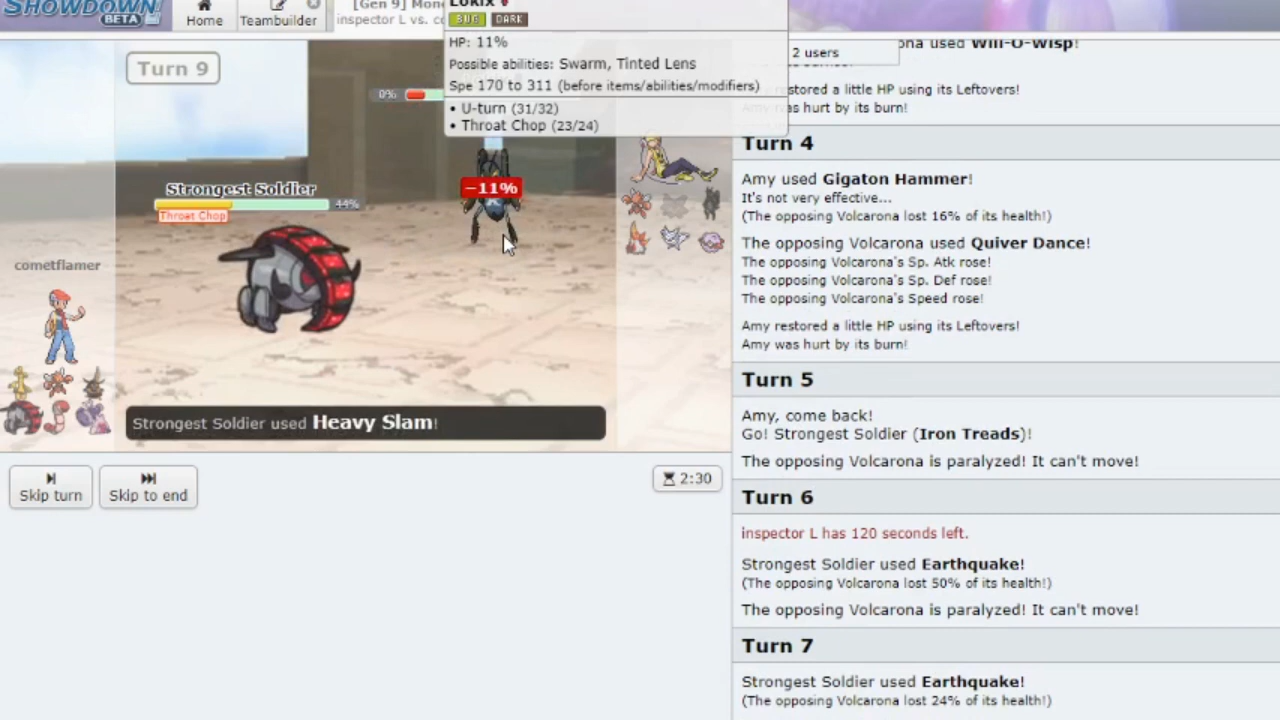 SHOWDOWN
BETA
Home
Teambuilder
[Gen 9] Mono
inspector L vs. co
Lokix
BUG DARK
HP: 11%
Possible abilities: Swarm, Tinted Lens
Spe 170 to 311 (before items/abilities/modifiers)
• U-turn (31/32)
• Throat Chop (23/24)
2 users
Turn 9
0%
−11%
Strongest Soldier
44%
Throat Chop
cometflamer
Strongest Soldier used Heavy Slam!
Skip turn
Skip to end
2:30
ona used Will-O-Wisp!
burned!
restored a little HP using its Leftovers!
Amy was hurt by its burn!
Turn 4
Amy used Gigaton Hammer!
It's not very effective...
(The opposing Volcarona lost 16% of its health!)
The opposing Volcarona used Quiver Dance!
The opposing Volcarona's Sp. Atk rose!
The opposing Volcarona's Sp. Def rose!
The opposing Volcarona's Speed rose!
Amy restored a little HP using its Leftovers!
Amy was hurt by its burn!
Turn 5
Amy, come back!
Go! Strongest Soldier (Iron Treads)!
The opposing Volcarona is paralyzed! It can't move!
Turn 6
inspector L has 120 seconds left.
Strongest Soldier used Earthquake!
(The opposing Volcarona lost 50% of its health!)
The opposing Volcarona is paralyzed! It can't move!
Turn 7
Strongest Soldier used Earthquake!
(The opposing Volcarona lost 24% of its health!)